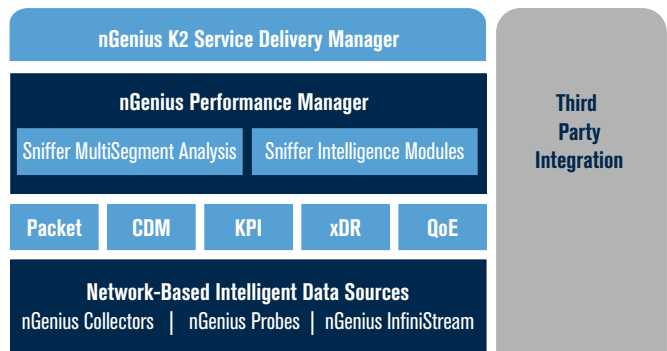 nGenius K2 Service Delivery Manager
nGenius Performance Manager
Sniffer MultiSegment Analysis
Sniffer Intelligence Modules
Packet
CDM
KPI
xDR
QoE
Network-Based Intelligent Data Sources
nGenius Collectors | nGenius Probes | nGenius InfiniStream
Third
Party
Integration